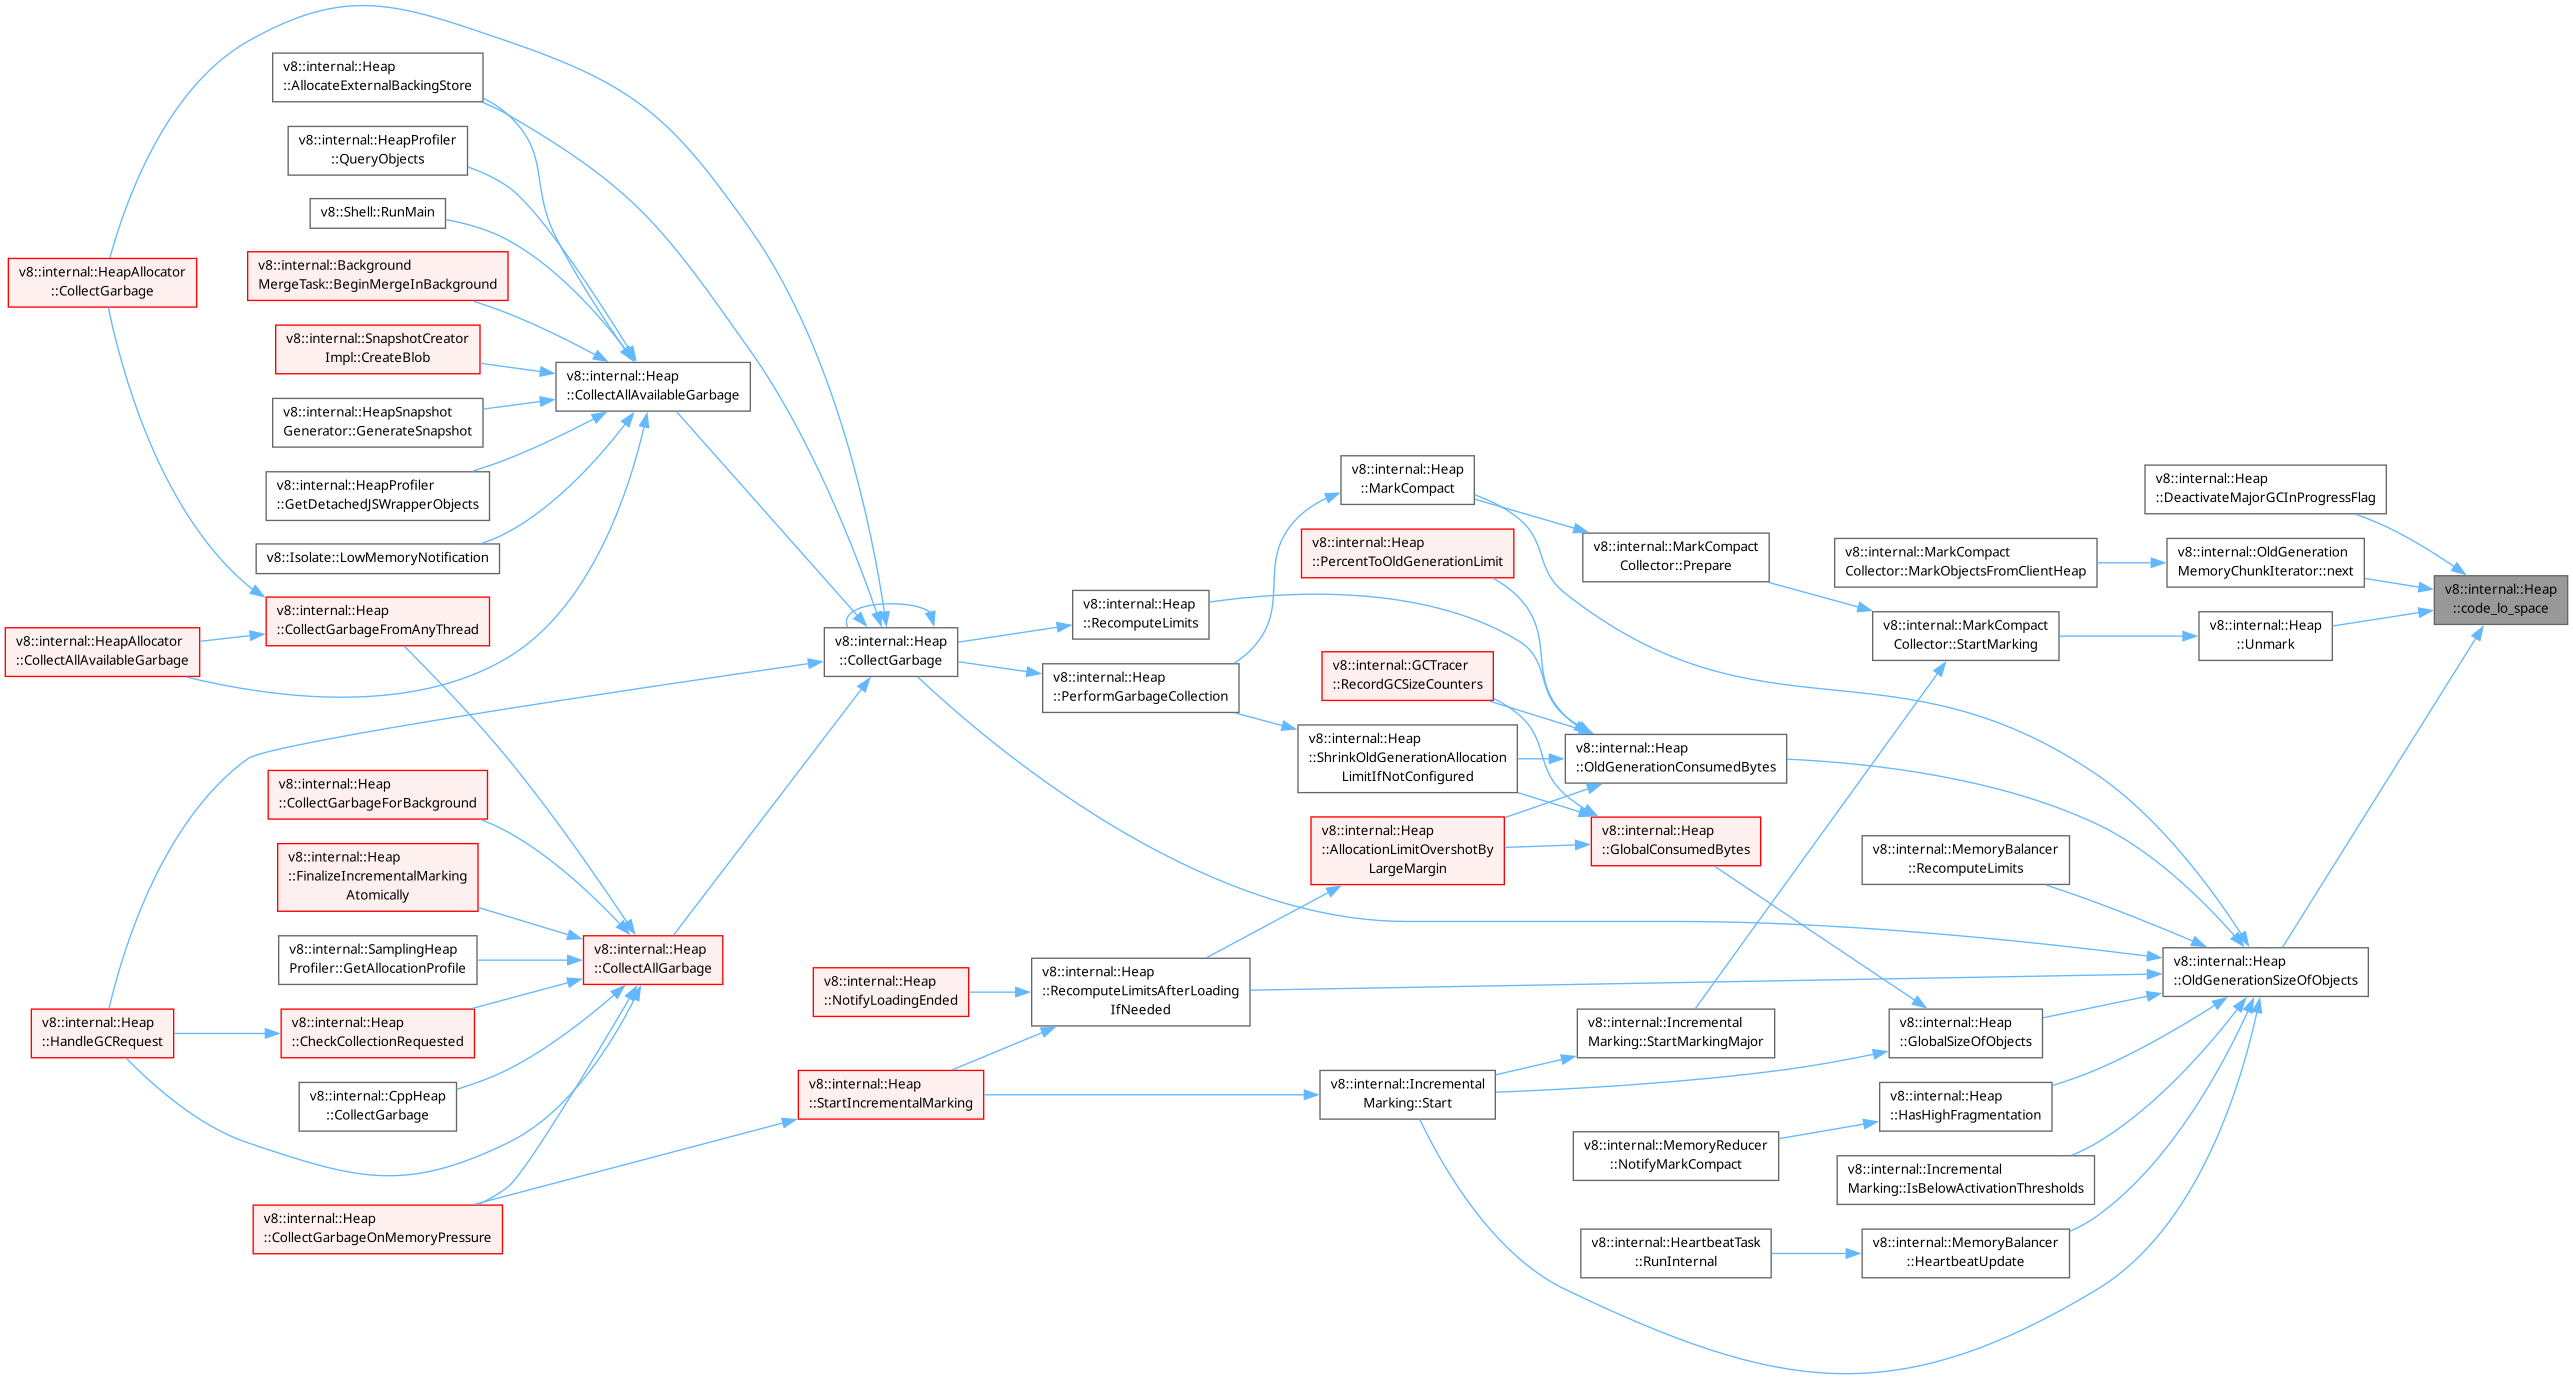 v8::internal::Heap
::AllocateExternalBackingStore
v8::internal::HeapProfiler
::QueryObjects
v8::Shell::RunMain
v8::internal::Background
MergeTask::BeginMergeInBackground
v8::internal::HeapAllocator
::CollectGarbage
v8::internal::SnapshotCreator
Impl::CreateBlob
v8::internal::Heap
::CollectAllAvailableGarbage
v8::internal::HeapSnapshot
Generator::GenerateSnapshot
v8::internal::HeapProfiler
::GetDetachedJSWrapperObjects
v8::Isolate::LowMemoryNotification
v8::internal::Heap
::CollectGarbageFromAnyThread
v8::internal::HeapAllocator
::CollectAllAvailableGarbage
v8::internal::Heap
::CollectGarbage
v8::internal::Heap
::RecomputeLimits
v8::internal::Heap
::PerformGarbageCollection
v8::internal::Heap
::MarkCompact
v8::internal::Heap
::PercentToOldGenerationLimit
v8::internal::MarkCompact
Collector::Prepare
v8::internal::GCTracer
::RecordGCSizeCounters
v8::internal::Heap
::ShrinkOldGenerationAllocation
LimitIfNotConfigured
v8::internal::Heap
::OldGenerationConsumedBytes
v8::internal::Heap
::AllocationLimitOvershotBy
LargeMargin
v8::internal::Heap
::GlobalConsumedBytes
v8::internal::Heap
::DeactivateMajorGCInProgressFlag
v8::internal::MarkCompact
Collector::MarkObjectsFromClientHeap
v8::internal::OldGeneration
MemoryChunkIterator::next
v8::internal::Heap
::code_lo_space
v8::internal::MarkCompact
Collector::StartMarking
v8::internal::Heap
::Unmark
v8::internal::MemoryBalancer
::RecomputeLimits
v8::internal::Heap
::OldGenerationSizeOfObjects
v8::internal::Heap
::CollectGarbageForBackground
v8::internal::Heap
::FinalizeIncrementalMarking
Atomically
v8::internal::SamplingHeap
Profiler::GetAllocationProfile
v8::internal::Heap
::CollectAllGarbage
v8::internal::Heap
::HandleGCRequest
v8::internal::Heap
::CheckCollectionRequested
v8::internal::CppHeap
::CollectGarbage
v8::internal::Heap
::CollectGarbageOnMemoryPressure
v8::internal::Heap
::NotifyLoadingEnded
v8::internal::Heap
::RecomputeLimitsAfterLoading
IfNeeded
v8::internal::Heap
::StartIncrementalMarking
v8::internal::Incremental
Marking::Start
v8::internal::Incremental
Marking::StartMarkingMajor
v8::internal::Heap
::GlobalSizeOfObjects
v8::internal::Heap
::HasHighFragmentation
v8::internal::MemoryReducer
::NotifyMarkCompact
v8::internal::Incremental
Marking::IsBelowActivationThresholds
v8::internal::HeartbeatTask
::RunInternal
v8::internal::MemoryBalancer
::HeartbeatUpdate